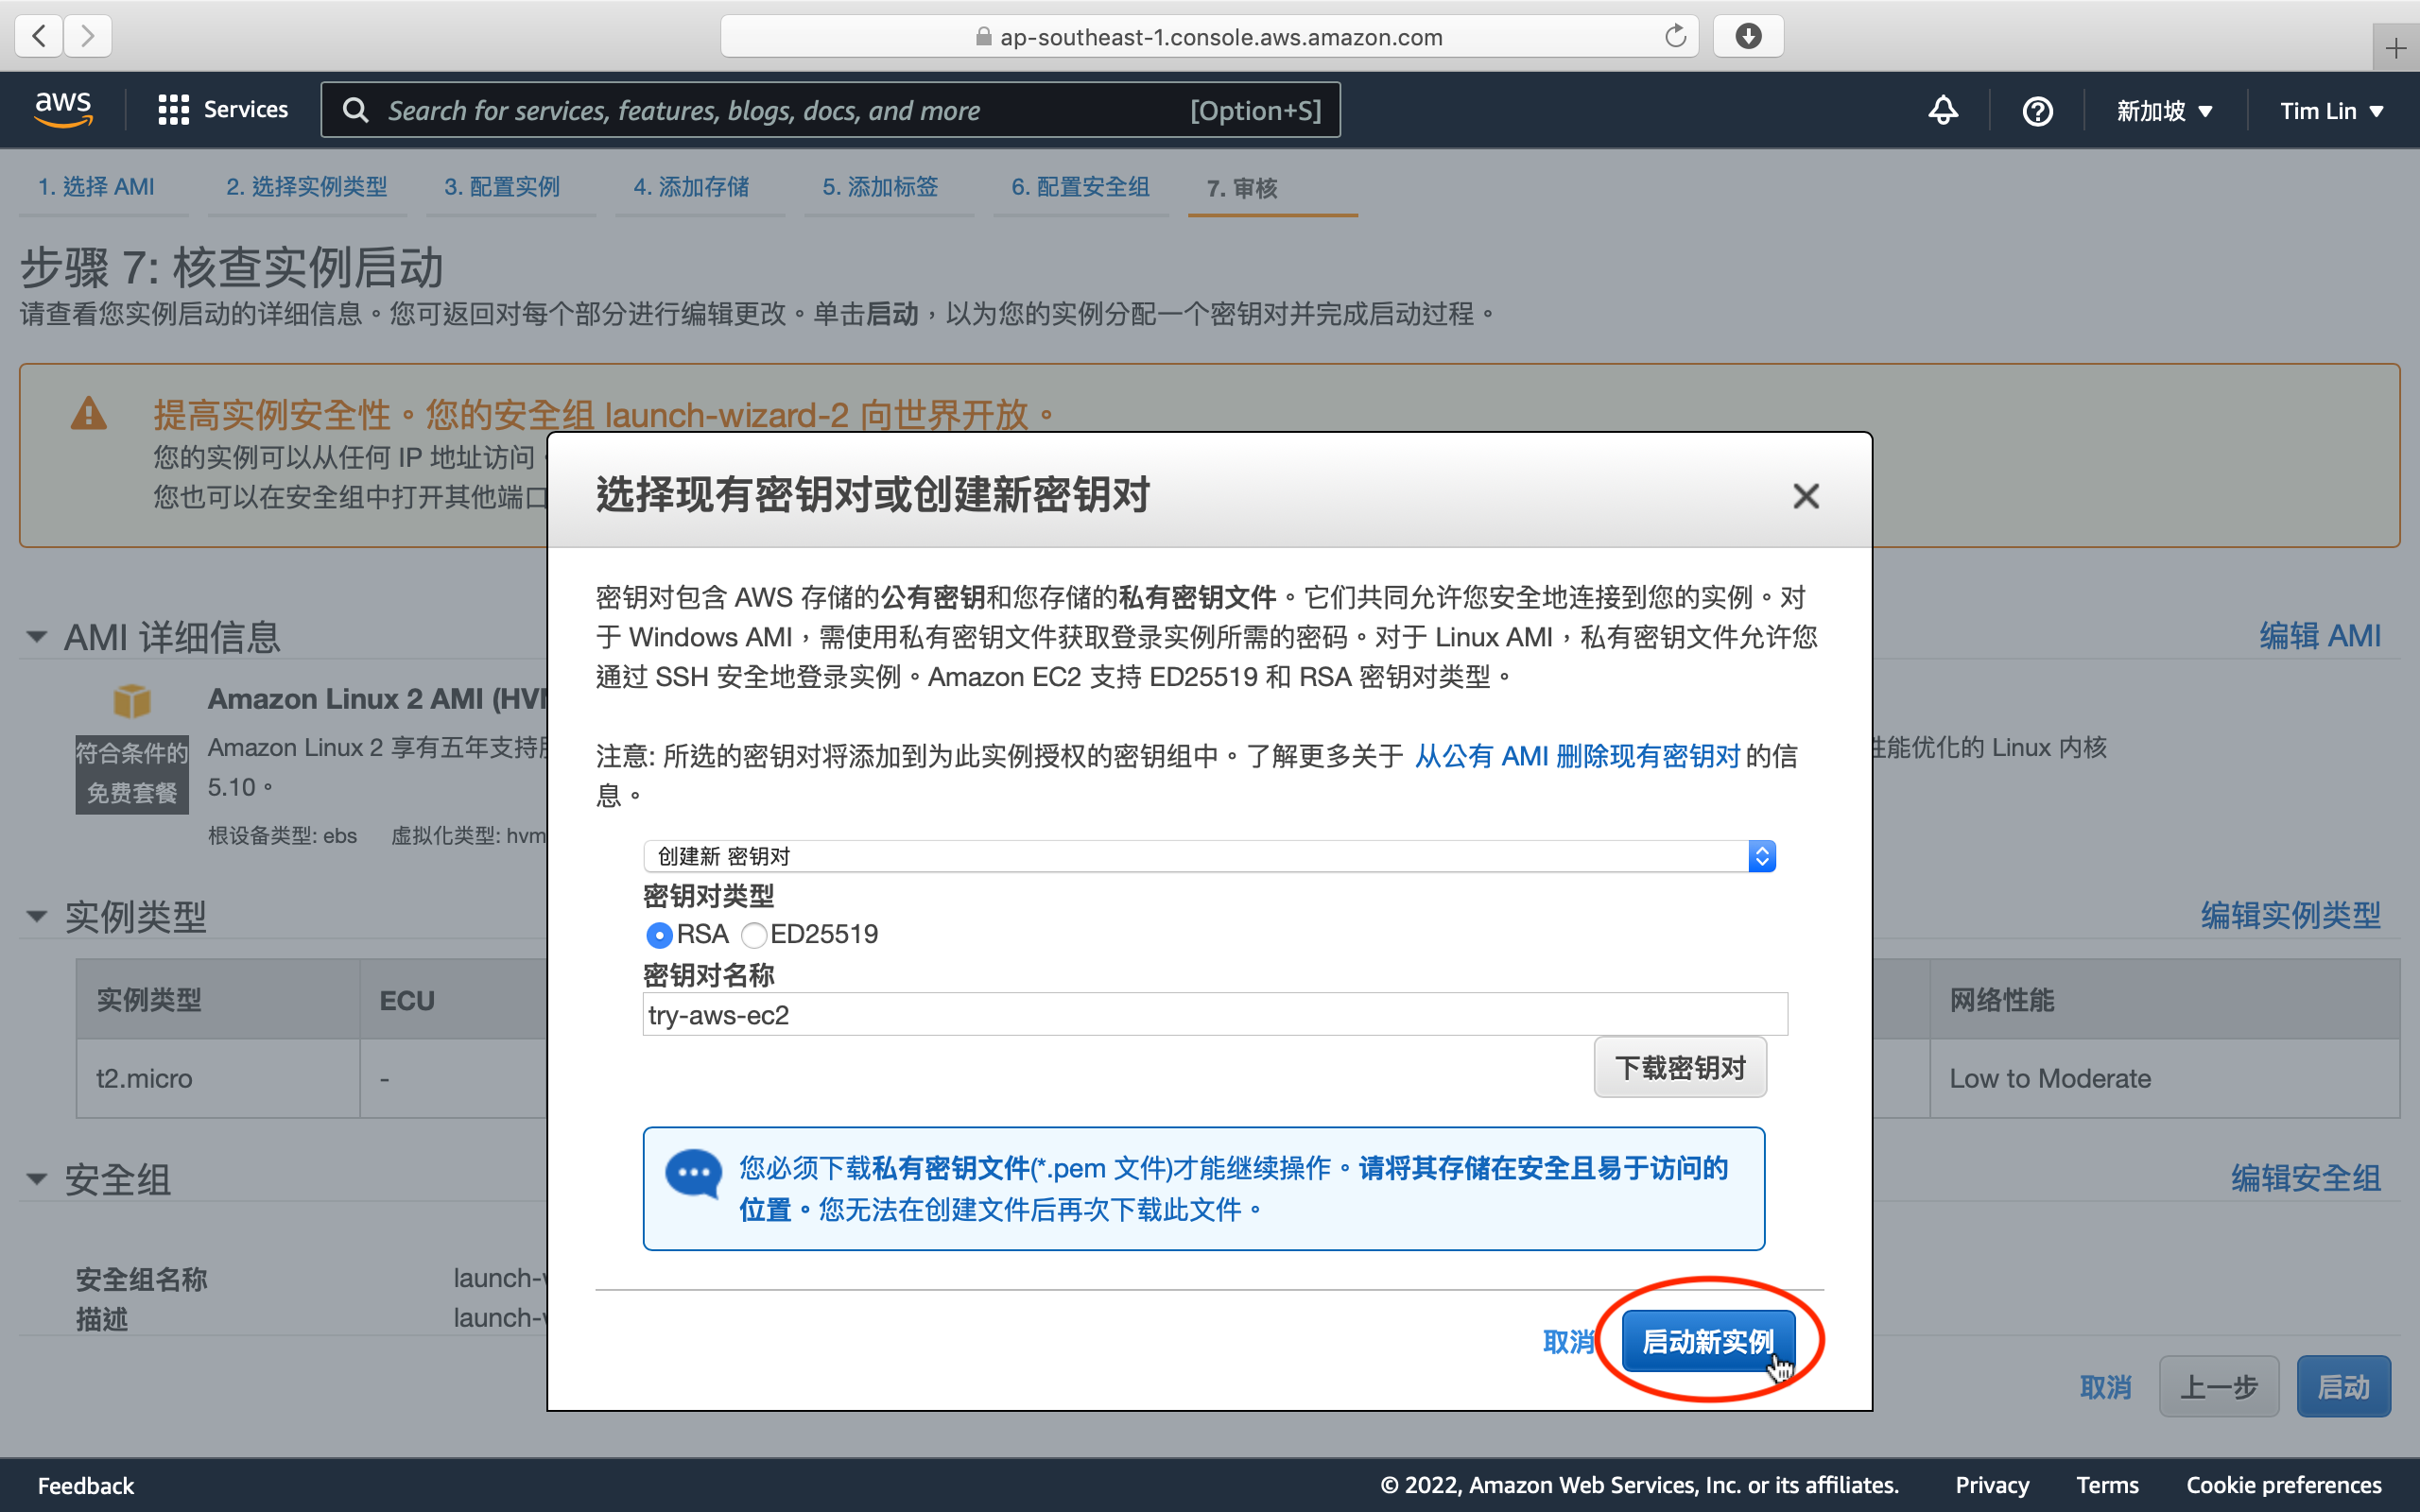 ap-southeast-1.console.aws.amazon.com
aws
Services
Search for services, features, blogs, docs, and more
[Option+S]
新加坡
Tim Lin
1. 选择 AMI
2. 选择实例类型
3. 配置实例
4. 添加存储
5. 添加标签
6. 配置安全组
7. 审核
步骤 7: 核查实例启动
请查看您实例启动的详细信息。您可返回对每个部分进行编辑更改。单击启动，以为您的实例分配一个密钥对并完成启动过程。
提高实例安全性。您的安全组 launch-wizard-2 向世界开放。
您的实例可以从任何 IP 地址访问
您也可以在安全组中打开其他端口
选择现有密钥对或创建新密钥对
密钥对包含 AWS 存储的公有密钥和您存储的私有密钥文件。它们共同允许您安全地连接到您的实例。对
于 Windows AMI，需使用私有密钥文件获取登录实例所需的密码。对于 Linux AMI，私有密钥文件允许您
通过 SSH 安全地登录实例。Amazon EC2 支持 ED25519 和 RSA 密钥对类型。
注意: 所选的密钥对将添加到为此实例授权的密钥组中。了解更多关于 从公有 AMI 删除现有密钥对的信
息。
创建新 密钥对
密钥对类型
RSA
ED25519
密钥对名称
try-aws-ec2
下载密钥对
您必须下载私有密钥文件(*.pem 文件)才能继续操作。请将其存储在安全且易于访问的
位置。您无法在创建文件后再次下载此文件。
取消
启动新实例
AMI 详细信息
编辑 AMI
Amazon Linux 2 AMI (HVM
符合条件的
免费套餐
Amazon Linux 2 享有五年支持
性能优化的 Linux 内核
5.10。
根设备类型: ebs
虚拟化类型: hvm
实例类型
编辑实例类型
实例类型
ECU
网络性能
t2.micro
-
Low to Moderate
安全组
编辑安全组
安全组名称
launch-w
描述
launch-w
取消
上一步
启动
Feedback
© 2022, Amazon Web Services, Inc. or its affiliates.
Privacy
Terms
Cookie preferences